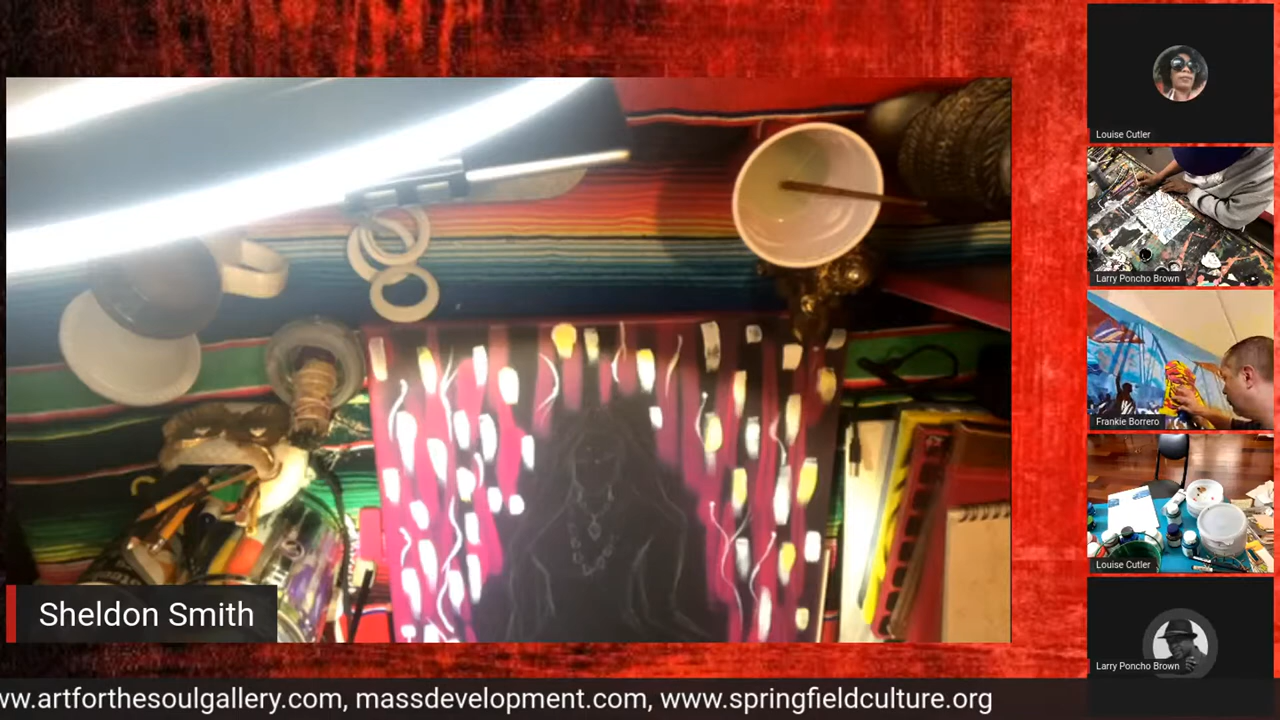 Louise Cutler
Larry Poncho Brown
Frankie Borrero
Louise Cutler
Larry Poncho Brown
Sheldon Smith
ww.artforthesoulgallery.com, massdevelopment.com, www.springfieldculture.org